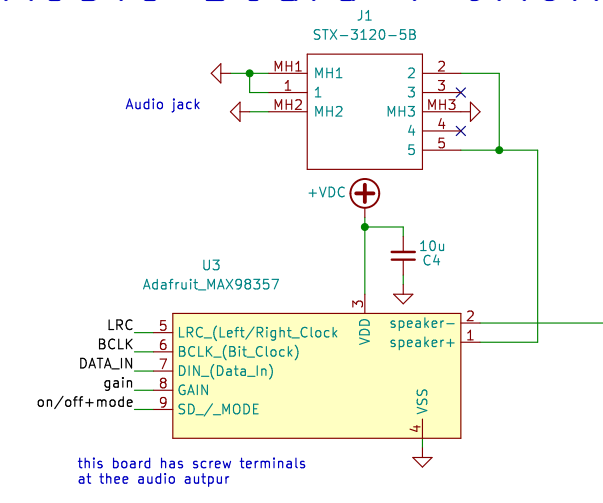 J1
STX-3120-5B
MH1 MH1 2 2
1 1 3 3
MH2 MH2 MH3 MH3
4 4
5 5
Audio jack
+VDC
10u
C4
U3
Adafruit_MAX98357
3
VDD
LRC 5 LRC_(Left/Right_Clock speaker- 2
BCLK 6 BCLK_(Bit_Clock) speaker+ 1
DATA_IN 7 DIN_(Data_In)
gain 8 GAIN
on/off+mode 9 SD_/_MODE
VSS
4
this board has screw terminals
at thee audio autpur